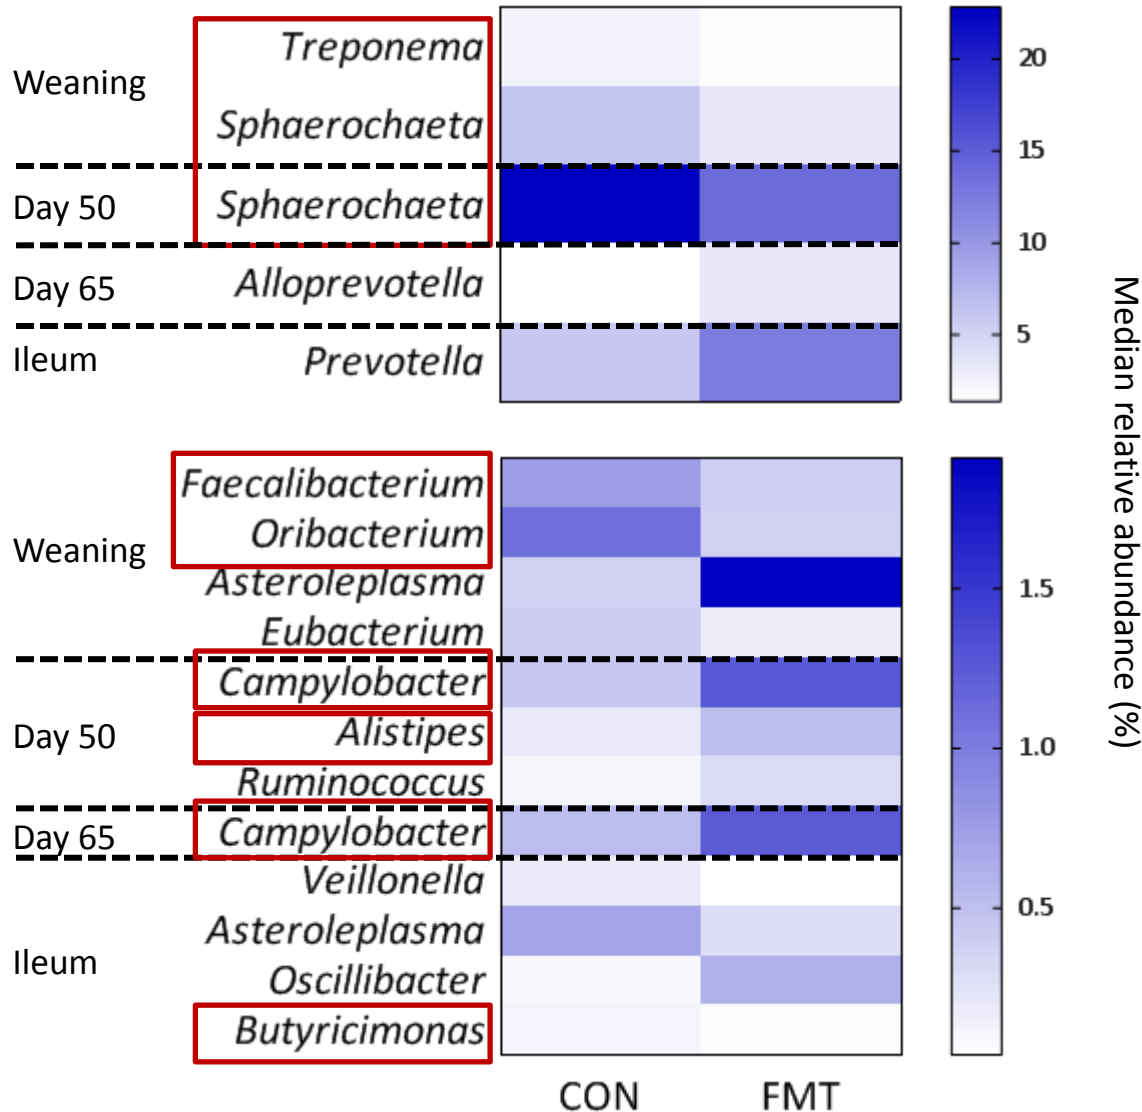 Weaning
Treponema
Sphaerochaeta
Day 50
Sphaerochaeta
Day 65
Alloprevotella
Ileum
Prevotella
20
15
10
5
Weaning
Faecalibacterium
Oribacterium
Asteroleplasma
Eubacterium
Day 50
Campylobacter
Alistipes
Ruminococcus
Day 65
Campylobacter
Ileum
Veillonella
Asteroleplasma
Oscillibacter
Butyricimonas
1.5
1.0
0.5
CON FMT
Median relative abundance (%)